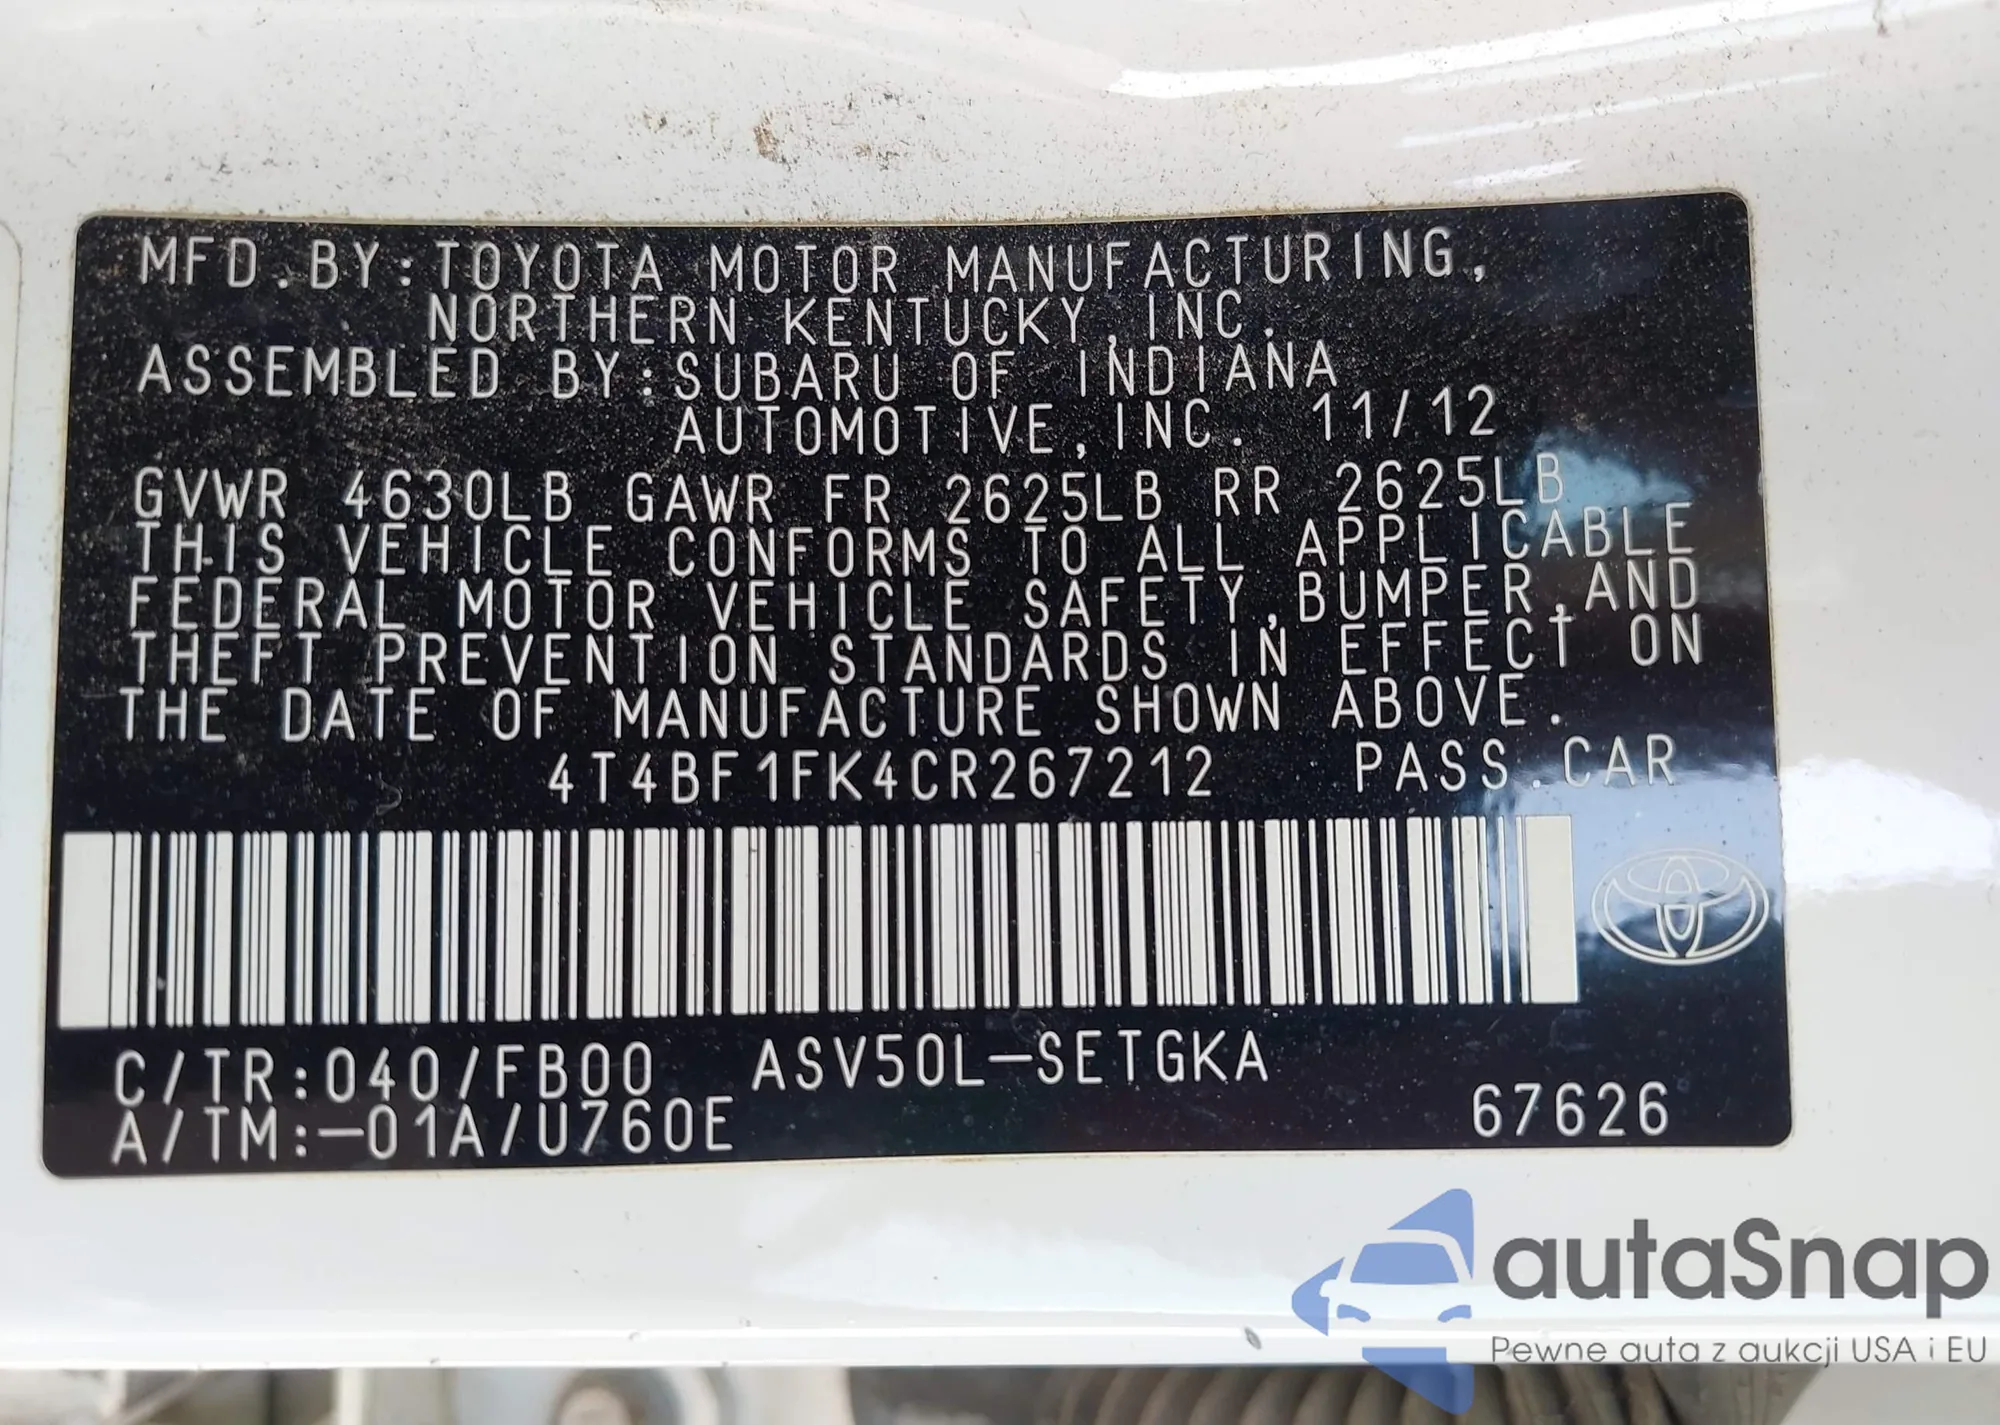 MFD.BY:TOYOTA MOTOR MANUFACTURING,
NORTHERN KENTUCKY,INC.
ASSEMBLED BY:SUBARU OF INDIANA
AUTOMOTIVE,INC. 11/12
GVWR 4630LB GAWR FR 2625LB RR 2625LB
THIS VEHICLE CONFORMS TO ALL APPLICABLE
FEDERAL MOTOR VEHICLE SAFETY,BUMPER,AND
THEFT PREVENTION STANDARDS IN EFFECT ON
THE DATE OF MANUFACTURE SHOWN ABOVE.
4T4BF1FK4CR267212 PASS.CAR
C/TR:040/FB00 ASV50L-SETGKA
A/TM:-01A/U760E 67626
autaSnap
Pewne auta z aukcji USA i EU